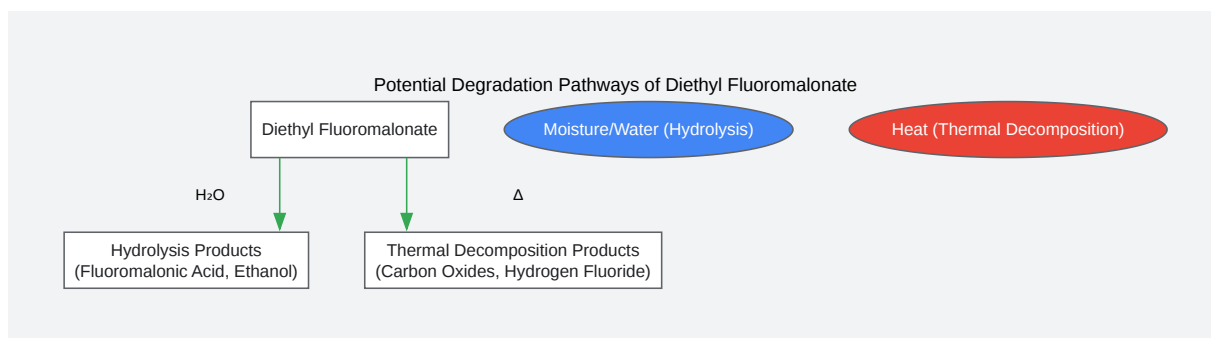 Potential Degradation Pathways of Diethyl Fluoromalonate
Diethyl Fluoromalonate
Moisture/Water (Hydrolysis)
Heat (Thermal Decomposition)
H₂O
Δ
Hydrolysis Products
(Fluoromalonic Acid, Ethanol)
Thermal Decomposition Products
(Carbon Oxides, Hydrogen Fluoride)